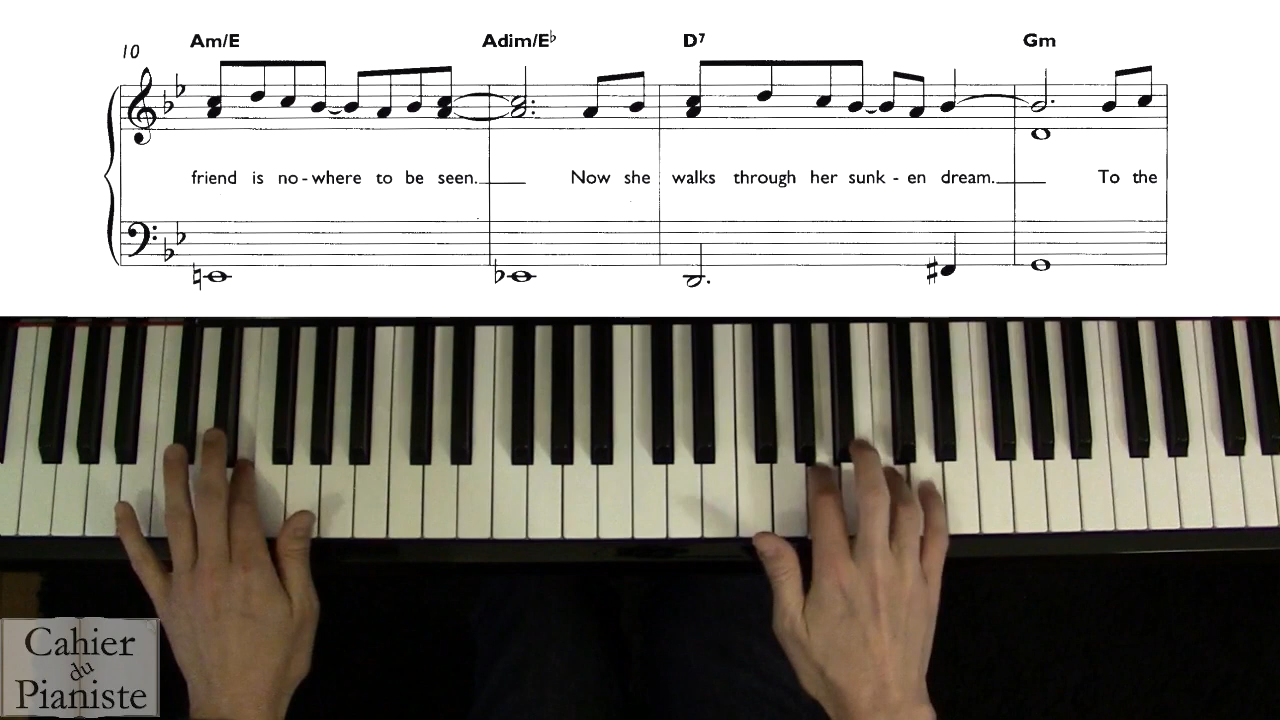 10 Am/E Adim/E♭ D⁷ Gm
friend is no-where to be seen. Now she walks through her sunk-en dream. To the
Cahier
du
Pianiste